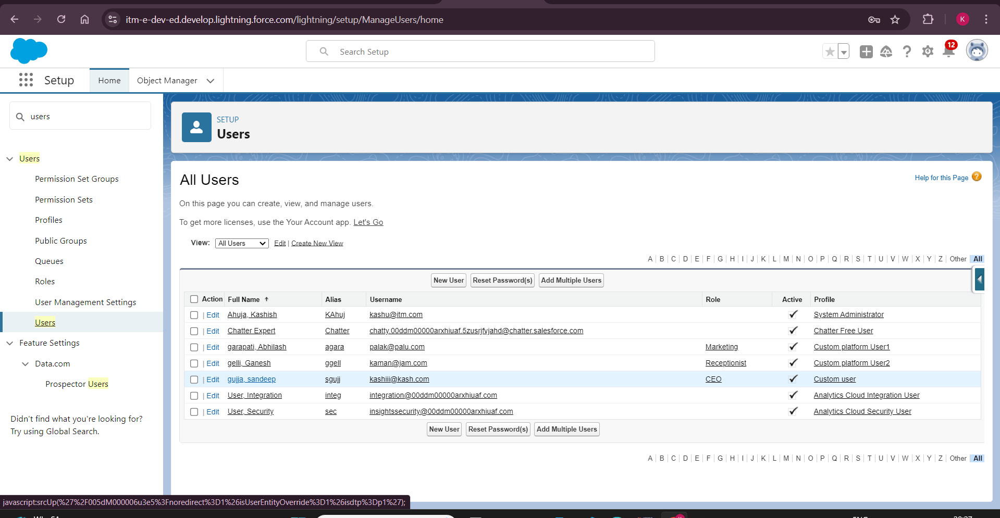 itm-e-dev-ed.develop.lightning.force.com/lightning/setup/ManageUsers/home
K
Search Setup
12
Setup
Home
Object Manager
users
Users
Permission Set Groups
Permission Sets
Profiles
Public Groups
Queues
Roles
User Management Settings
Users
Feature Settings
Data.com
Prospector Users
Didn't find what you're looking for?
Try using Global Search.
SETUP
Users
All Users
Help for this Page ?
On this page you can create, view, and manage users.
To get more licenses, use the Your Account app. Let's Go
View: All Users Edit | Create New View
A | B | C | D | E | F | G | H | I | J | K | L | M | N | O | P | Q | R | S | T | U | V | W | X | Y | Z | Other | All
New User Reset Password(s) Add Multiple Users
Action Full Name ↑ Alias Username Role Active Profile
| Edit Ahuja, Kashish KAhuj kashu@itm.com System Administrator
| Edit Chatter Expert Chatter chatty.00ddm00000arxhiuaf.5zusrjfvjahd@chatter.salesforce.com Chatter Free User
| Edit garapati, Abhilash agara palak@palu.com Marketing Custom platform User1
| Edit gelli, Ganesh ggell kaman@jam.com Receptionist Custom platform User2
| Edit gujja, sandeep sgujj kashiii@kash.com CEO Custom user
| Edit User, Integration integ integration@00ddm00000arxhiuaf.com Analytics Cloud Integration User
| Edit User, Security sec insightssecurity@00ddm00000arxhiuaf.com Analytics Cloud Security User
New User Reset Password(s) Add Multiple Users
A | B | C | D | E | F | G | H | I | J | K | L | M | N | O | P | Q | R | S | T | U | V | W | X | Y | Z | Other | All
javascript:srcUp(%27%2F005dM000006u3e5%3Fnoredirect%3D1%26isUserEntityOverride%3D1%26isdtp%3Dp1%27);